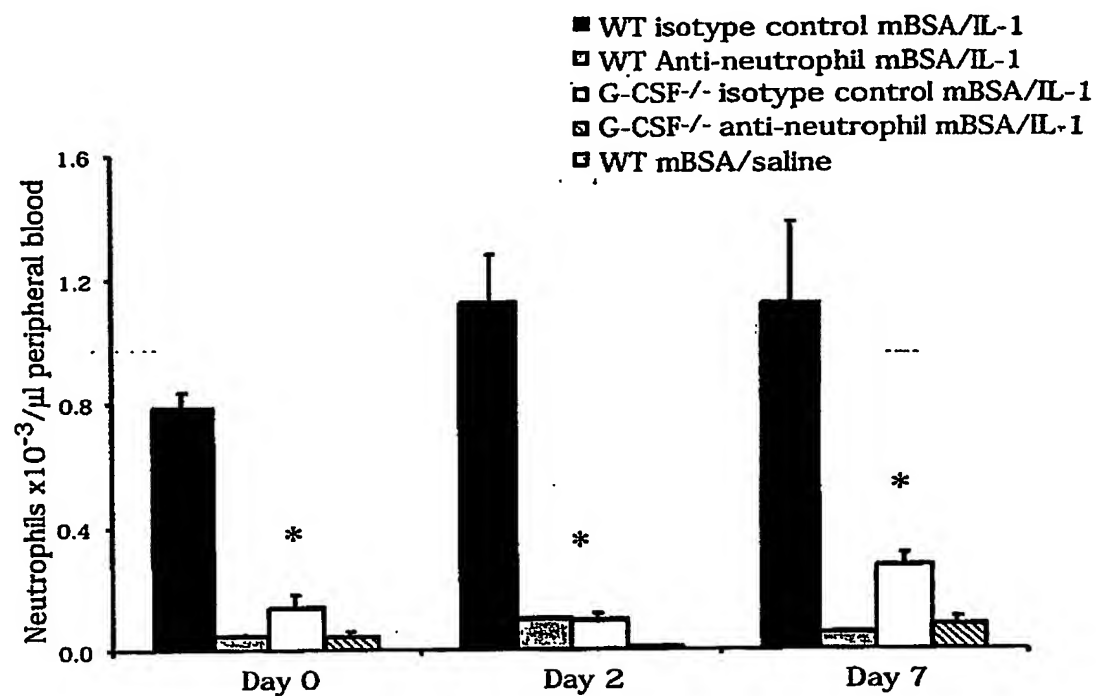 WT isotype control mBSA/IL-1
WT Anti-neutrophil mBSA/IL-1
G-CSF-/- isotype control mBSA/IL-1
G-CSF-/- anti-neutrophil mBSA/IL-1
WT mBSA/saline
Neutrophils x10-3/µl peripheral blood
1.6
1.2
0.8
0.4
0.0
*
*
*
Day 0
Day 2
Day 7